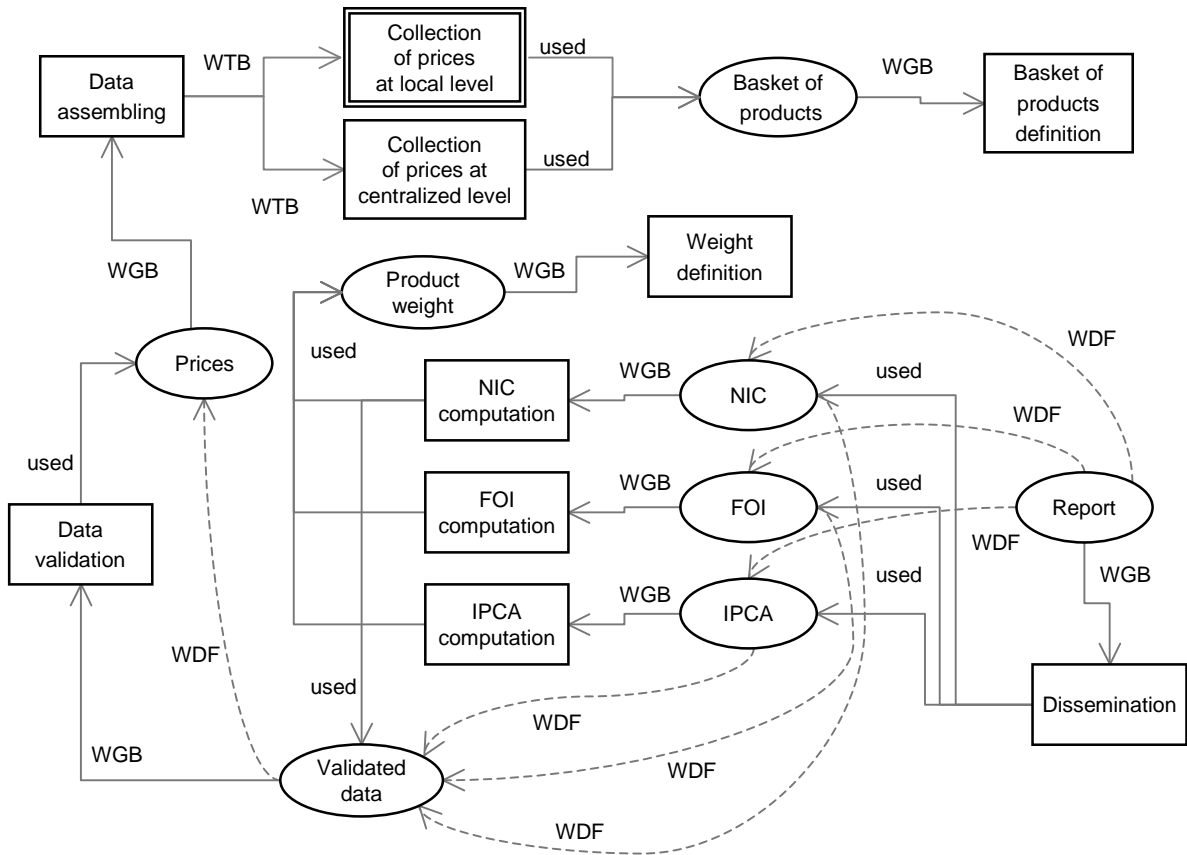 Collection
of prices
at local level
used
WTB
Data
assembling
WGB
Basket of
products
Basket of
products
definition
Collection
of prices at
centralized level
used
WTB
Weight
definition
WGB
Product
weight
WGB
Prices
used
used
WDF
NIC
computation
WGB
NIC
used
WDF
used
Data
validation
FOI
computation
WGB
FOI
used
Report
WDF
WGB
IPCA
computation
WGB
IPCA
used
WDF
used
Dissemination
WDF
WGB
Validated
data
WDF
WDF